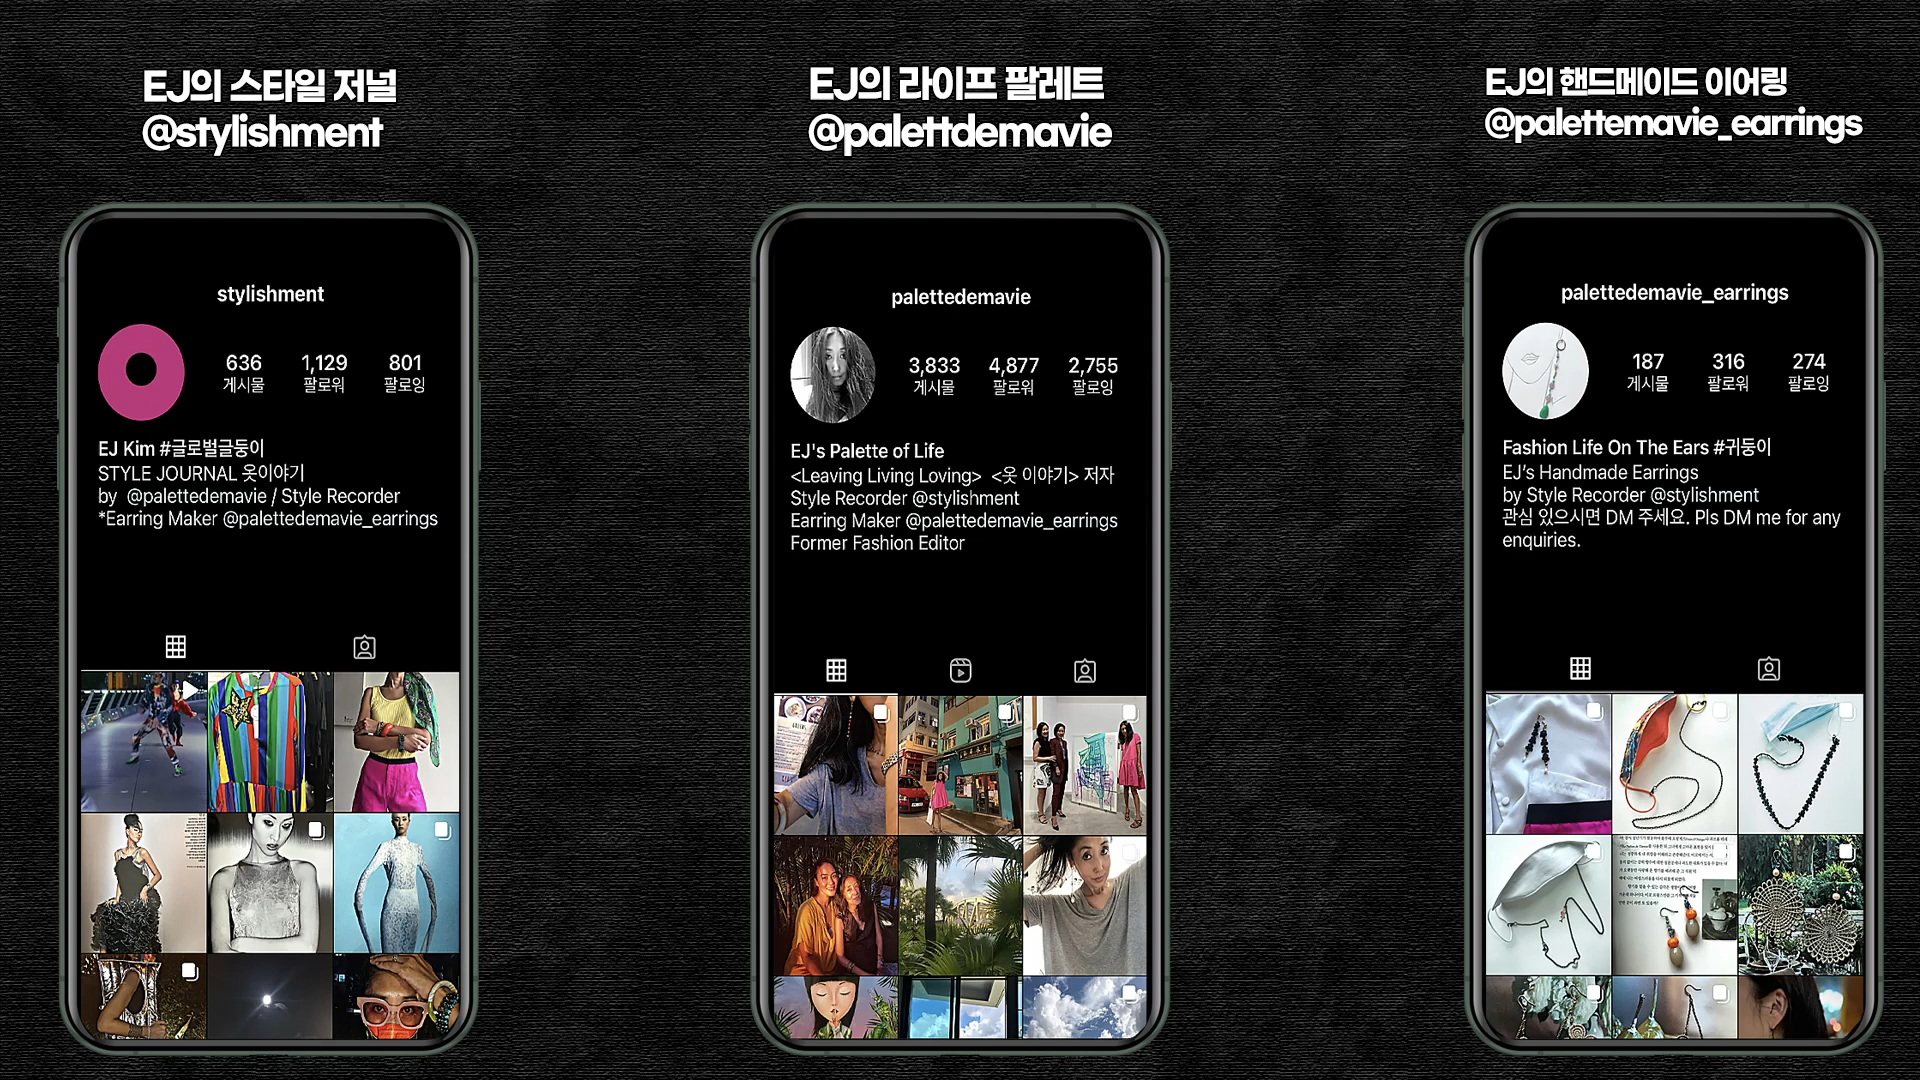 EJ의 스타일 저널
@stylishment
stylishment
636 1,129 801
게시물 팔로워 팔로잉
EJ Kim #글로벌글둥이
STYLE JOURNAL 옷이야기
by @palettedemavie / Style Recorder
*Earring Maker @palettedemavie_earrings
EJ의 라이프 팔레트
@palettdemavie
palettedemavie
3,833 4,877 2,755
게시물 팔로워 팔로잉
EJ's Palette of Life
<Leaving Living Loving> <옷 이야기> 저자
Style Recorder @stylishment
Earring Maker @palettedemavie_earrings
Former Fashion Editor
EJ의 핸드메이드 이어링
@palettemavie_earrings
palettedemavie_earrings
187 316 274
게시물 팔로워 팔로잉
Fashion Life On The Ears #귀둥이
EJ's Handmade Earrings
by Style Recorder @stylishment
관심 있으시면 DM 주세요. Pls DM me for any
enquiries.